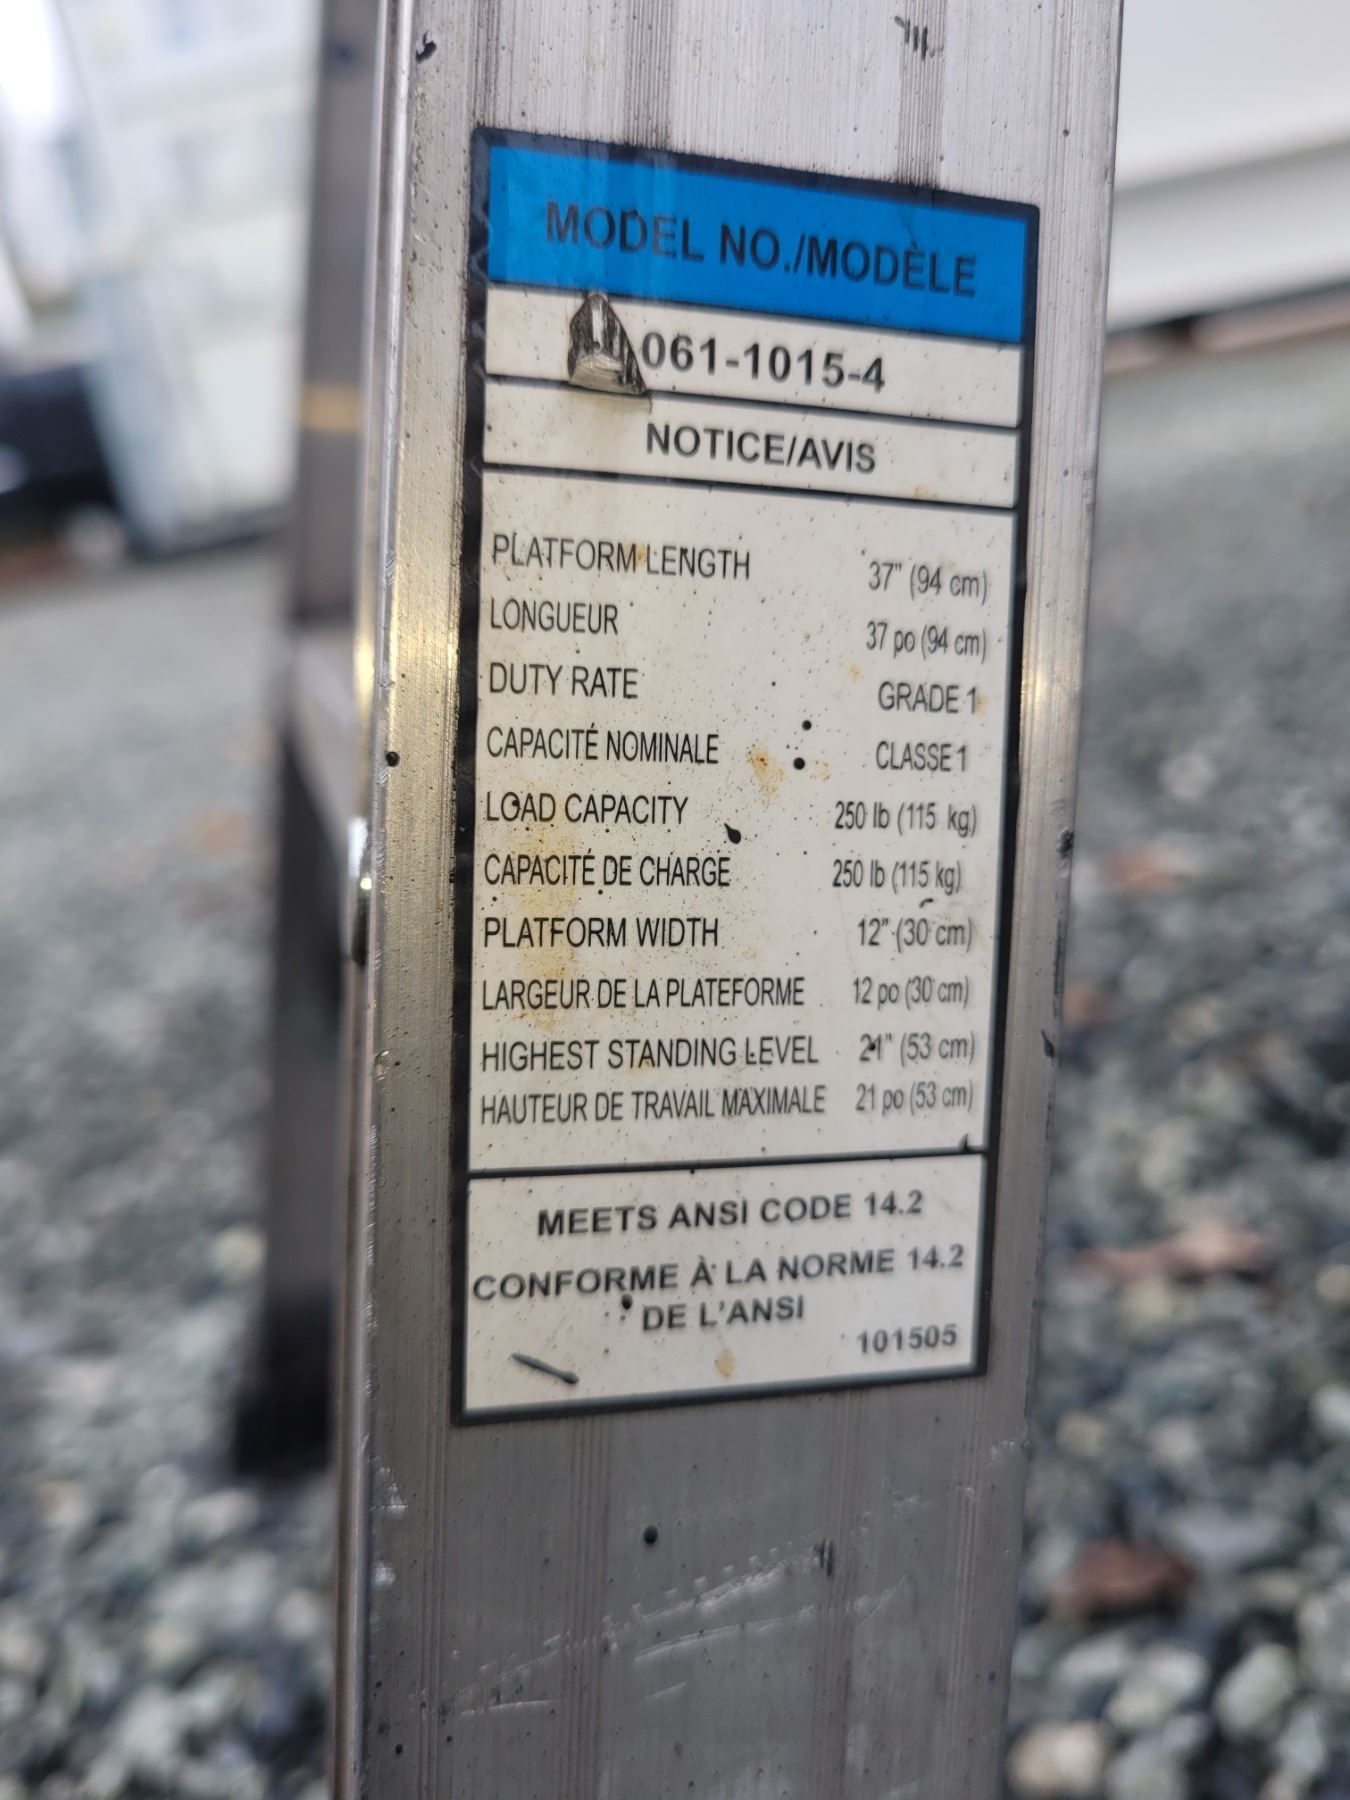 MODEL NO./MODÈLE
061-1015-4
NOTICE/AVIS
PLATFORM LENGTH 37" (94 cm)
LONGUEUR 37 po (94 cm)
DUTY RATE GRADE 1
CAPACITÉ NOMINALE CLASSE 1
LOAD CAPACITY 250 lb (115 kg)
CAPACITÉ DE CHARGE 250 lb (115 kg)
PLATFORM WIDTH 12" (30 cm)
LARGEUR DE LA PLATEFORME 12 po (30 cm)
HIGHEST STANDING LEVEL 21" (53 cm)
HAUTEUR DE TRAVAIL MAXIMALE 21 po (53 cm)
MEETS ANSI CODE 14.2
CONFORME À LA NORME 14.2
DE L'ANSI
101505